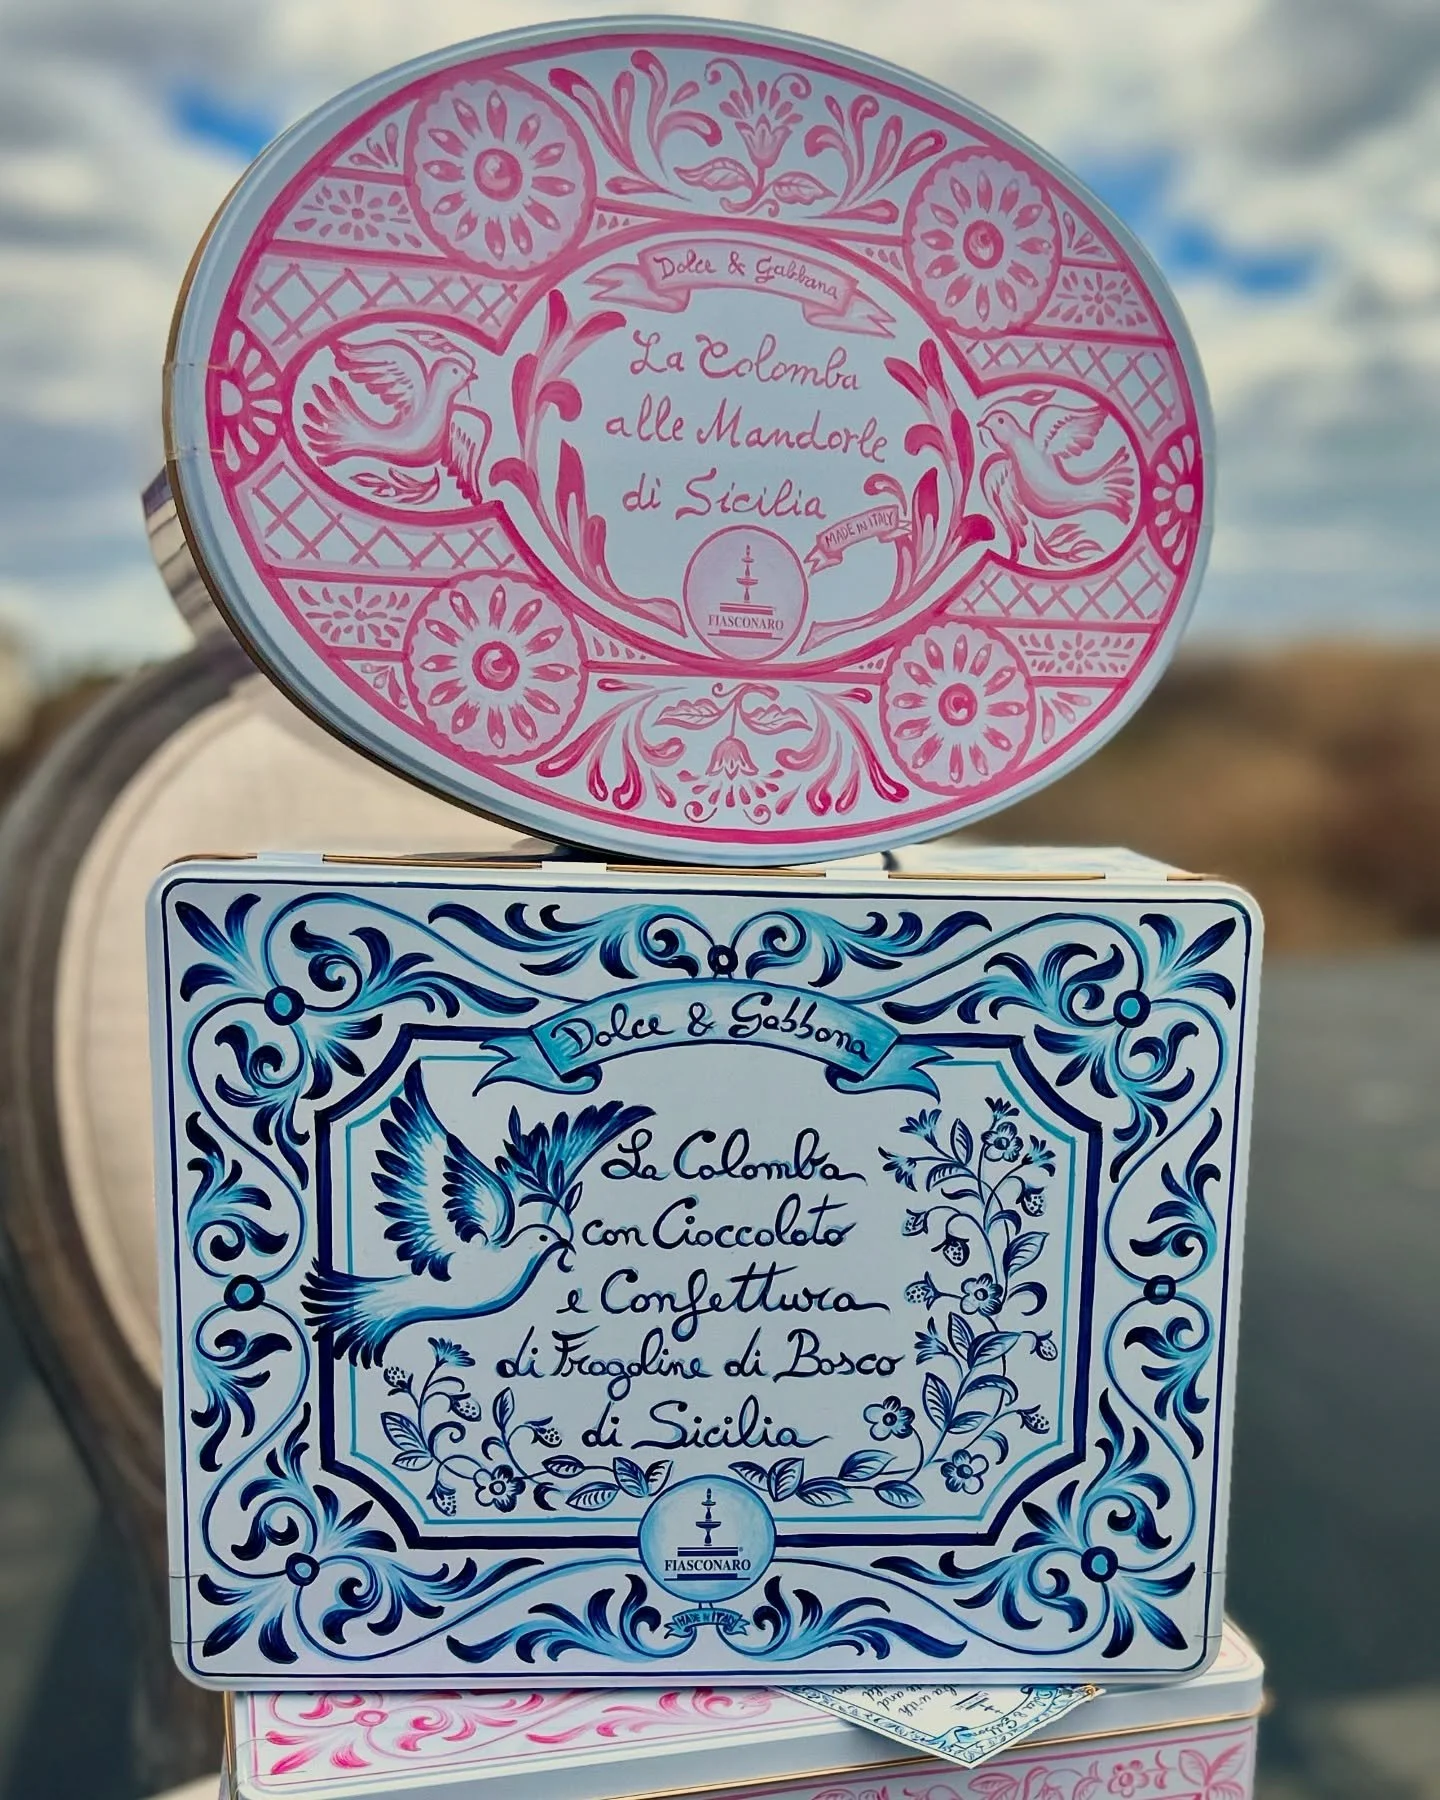 Dolce & Gabbana
La Colomba
alle Mandorle
di Sicilia
MADE IN ITALY
FIASCONARO
Dolce & Gabbana
La Colomba
con Cioccolato
e Confettura
di Fragoline di Bosco
di Sicilia
FIASCONARO
MADE IN ITALY